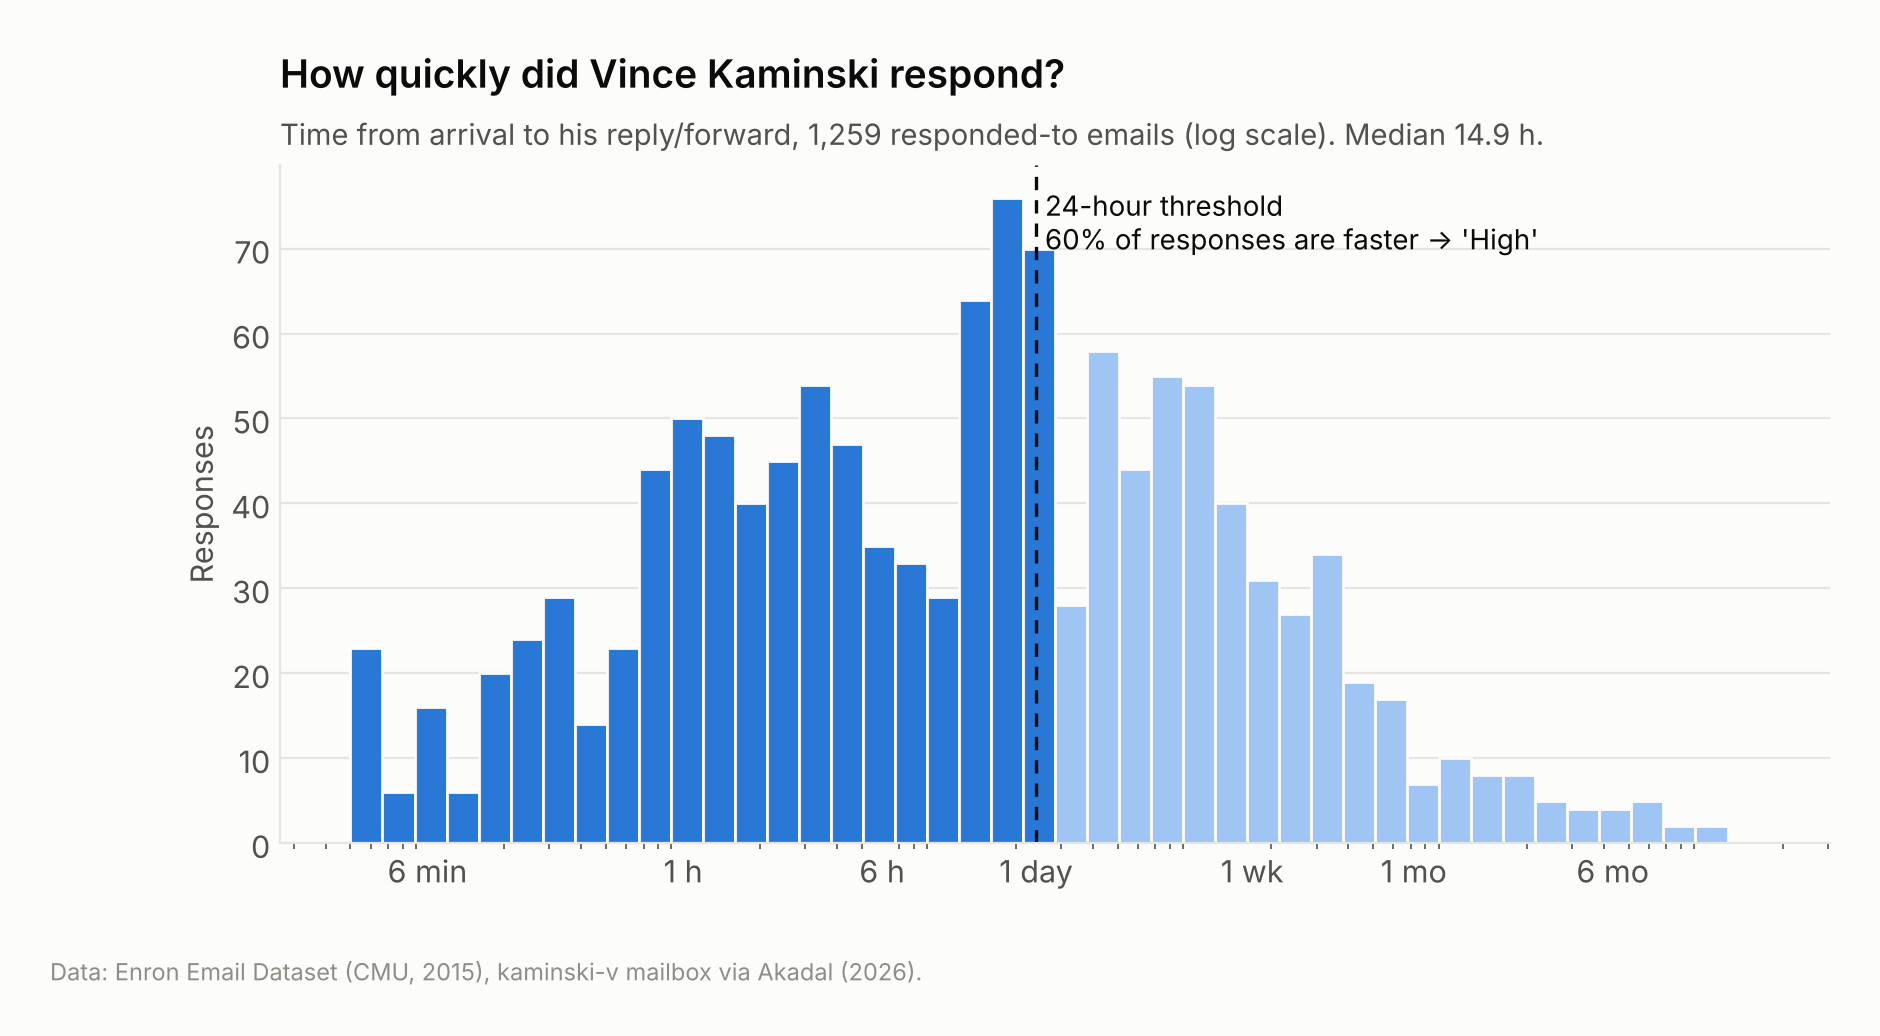 How quickly did Vince Kaminski respond?
Time from arrival to his reply/forward, 1,259 responded-to emails (log scale). Median 14.9 h.
24-hour threshold
60% of responses are faster → 'High'
Responses
70
60
50
40
30
20
10
0
6 min 1 h 6 h 1 day 1 wk 1 mo 6 mo
Data: Enron Email Dataset (CMU, 2015), kaminski-v mailbox via Akadal (2026).